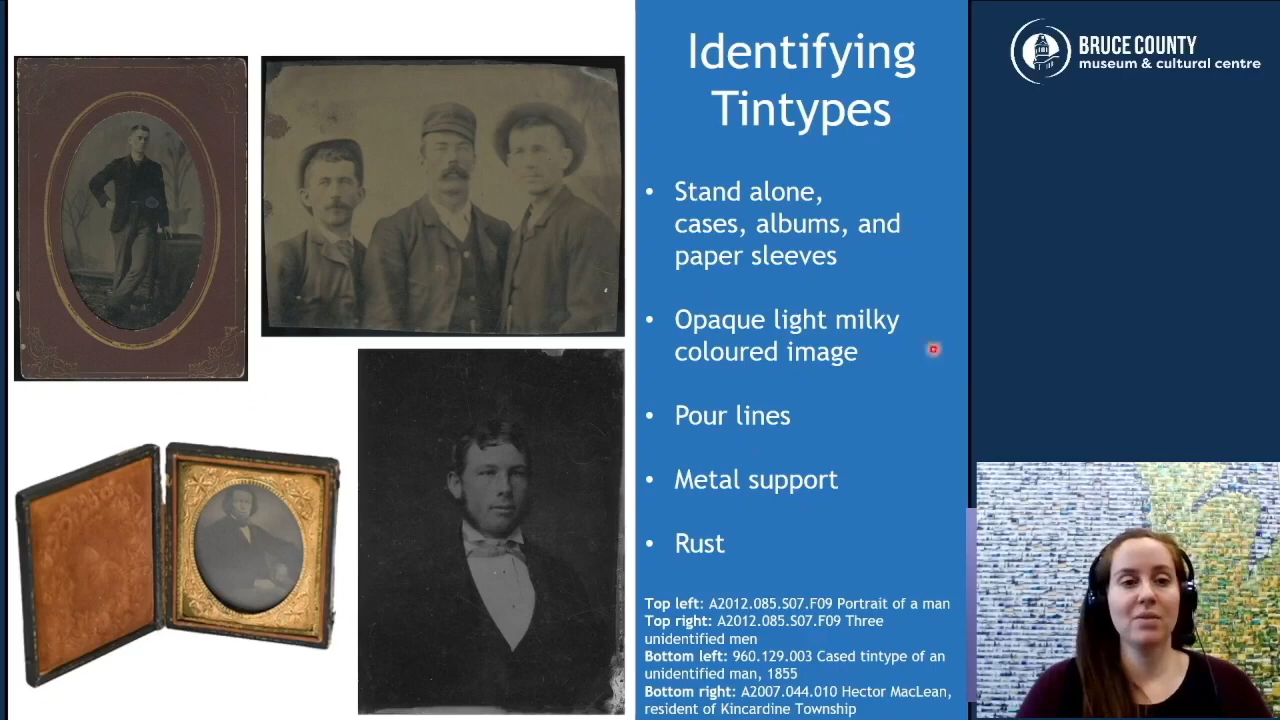 Identifying
Tintypes
• Stand alone,
cases, albums, and
paper sleeves
• Opaque light milky
coloured image
• Pour lines
• Metal support
• Rust
Top left: A2012.085.S07.F09 Portrait of a man
Top right: A2012.085.S07.F09 Three
unidentified men
Bottom left: 960.129.003 Cased tintype of an
unidentified man, 1855
Bottom right: A2007.044.010 Hector MacLean,
resident of Kincardine Township
BRUCE COUNTY
museum & cultural centre